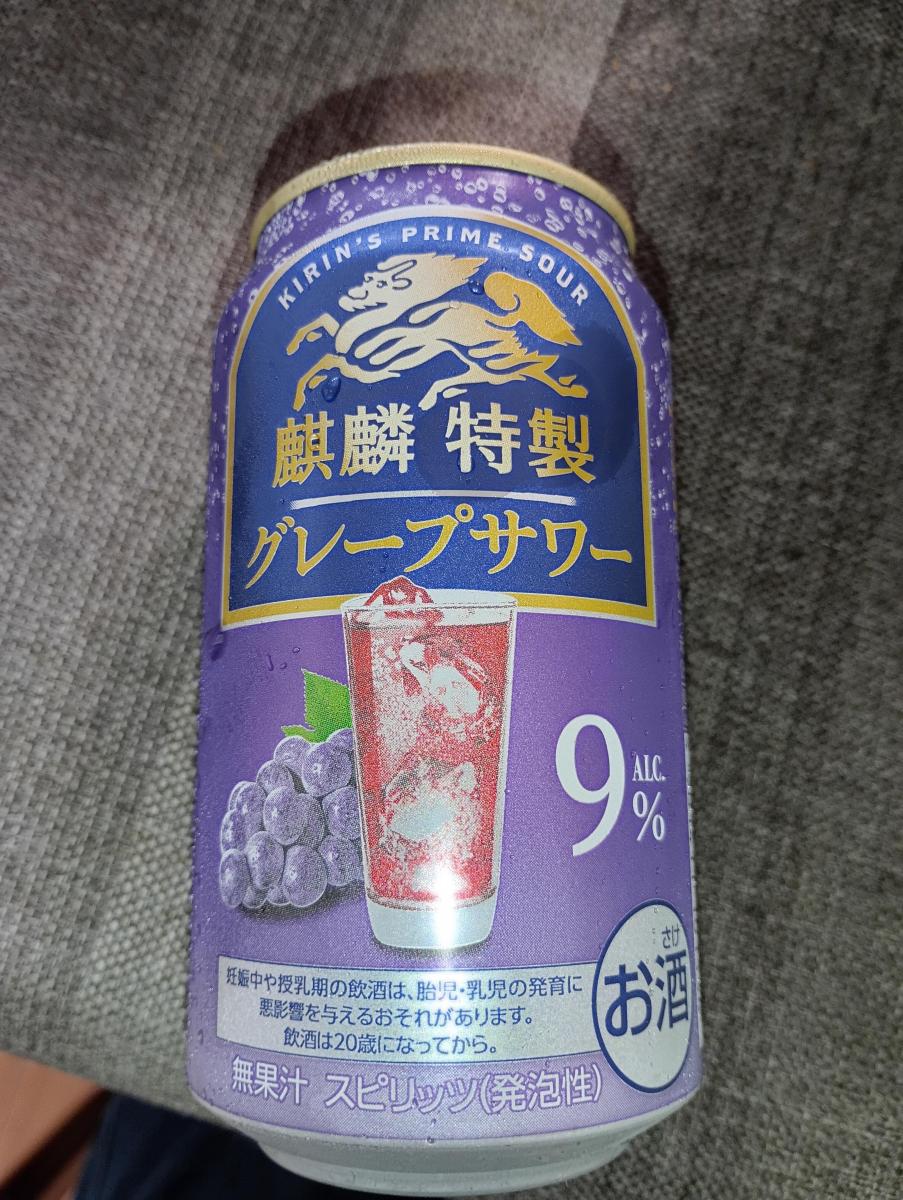 KIRIN'S PRIME SOUR
麒麟 特製
グレープサワー
9
ALC.
%
さけ
お酒
妊娠中や授乳期の飲酒は、胎児・乳児の発育に
悪影響を与えるおそれがあります。
飲酒は20歳になってから。
無果汁 スピリッツ(発泡性)